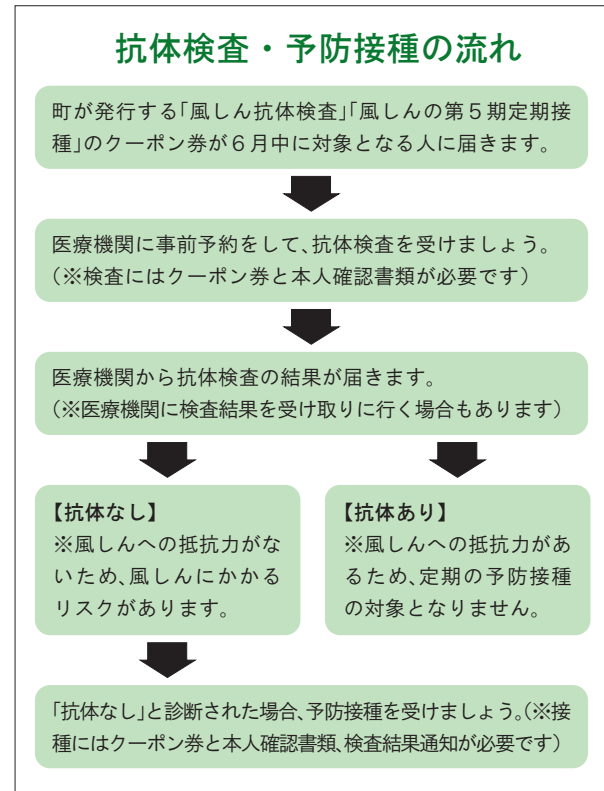 抗体検査・予防接種の流れ
町が発行する「風しん抗体検査」「風しんの第5期定期接
種」のクーポン券が6月中に対象となる人に届きます。
医療機関に事前予約をして、抗体検査を受けましょう。
(※検査にはクーポン券と本人確認書類が必要です)
医療機関から抗体検査の結果が届きます。
(※医療機関に検査結果を受け取りに行く場合もあります)
【抗体なし】
※風しんへの抵抗力がな
いため、風しんにかかる
リスクがあります。
【抗体あり】
※風しんへの抵抗力があ
るため、定期の予防接種
の対象となりません。
「抗体なし」と診断された場合、予防接種を受けましょう。(※接
種にはクーポン券と本人確認書類、検査結果通知が必要です)